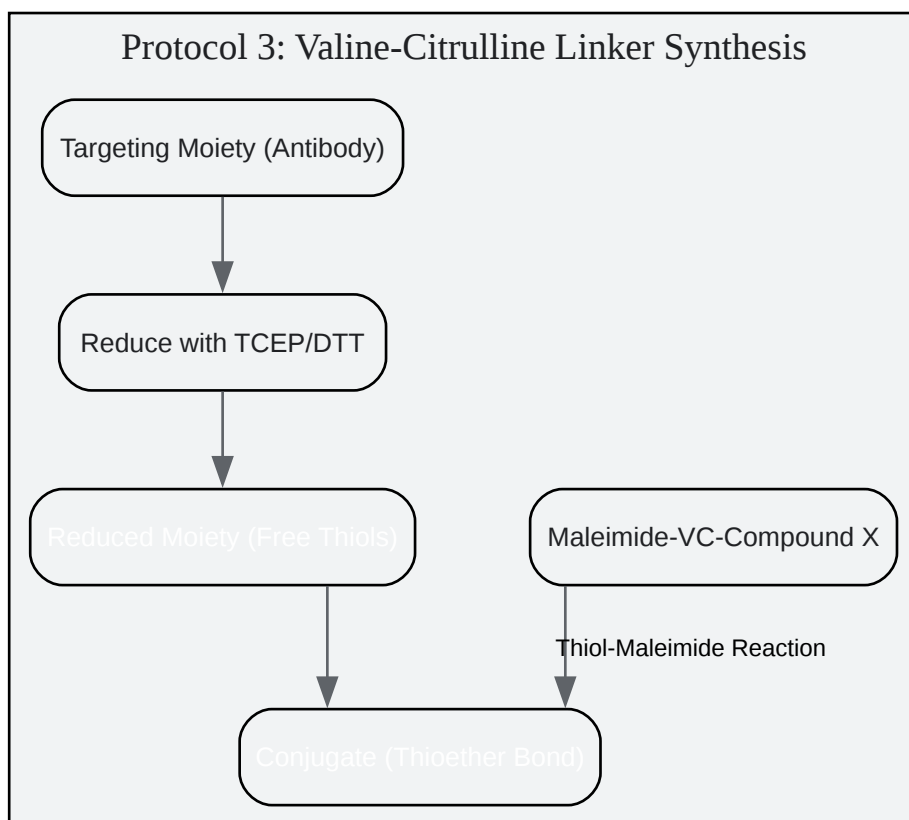 Protocol 3: Valine-Citrulline Linker Synthesis
Targeting Moiety (Antibody)
Reduce with TCEP/DTT
Reduced Moiety (Free Thiols)
Maleimide-VC-Compound X
Thiol-Maleimide Reaction
Conjugate (Thioether Bond)